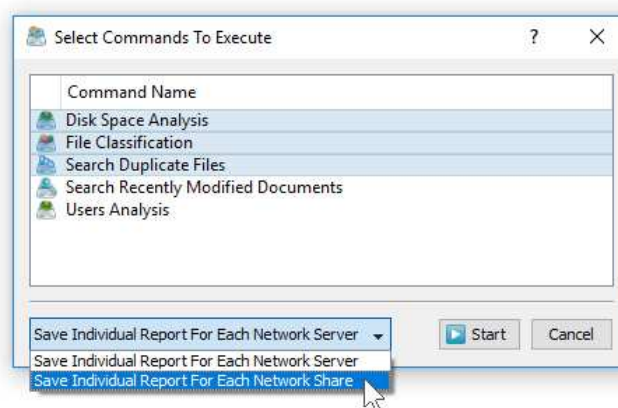 Select Commands To Execute ?
Command Name
Disk Space Analysis
File Classification
Search Duplicate Files
Search Recently Modified Documents
Users Analysis
Save Individual Report For Each Network Server Start Cancel
Save Individual Report For Each Network Server
Save Individual Report For Each Network Share